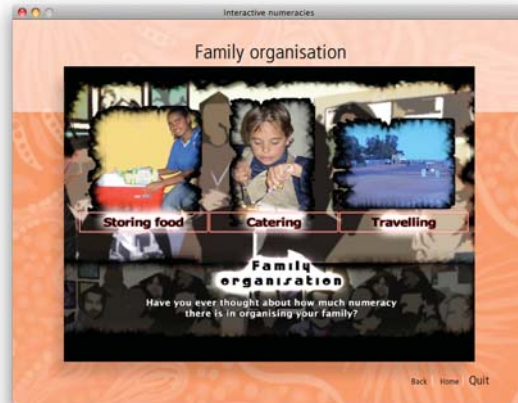 Interactive numeracies
Family organisation
Storing food Catering Travelling
Family
organisation
Have you ever thought about how much numeracy
there is in organising your family?
Back Home Quit